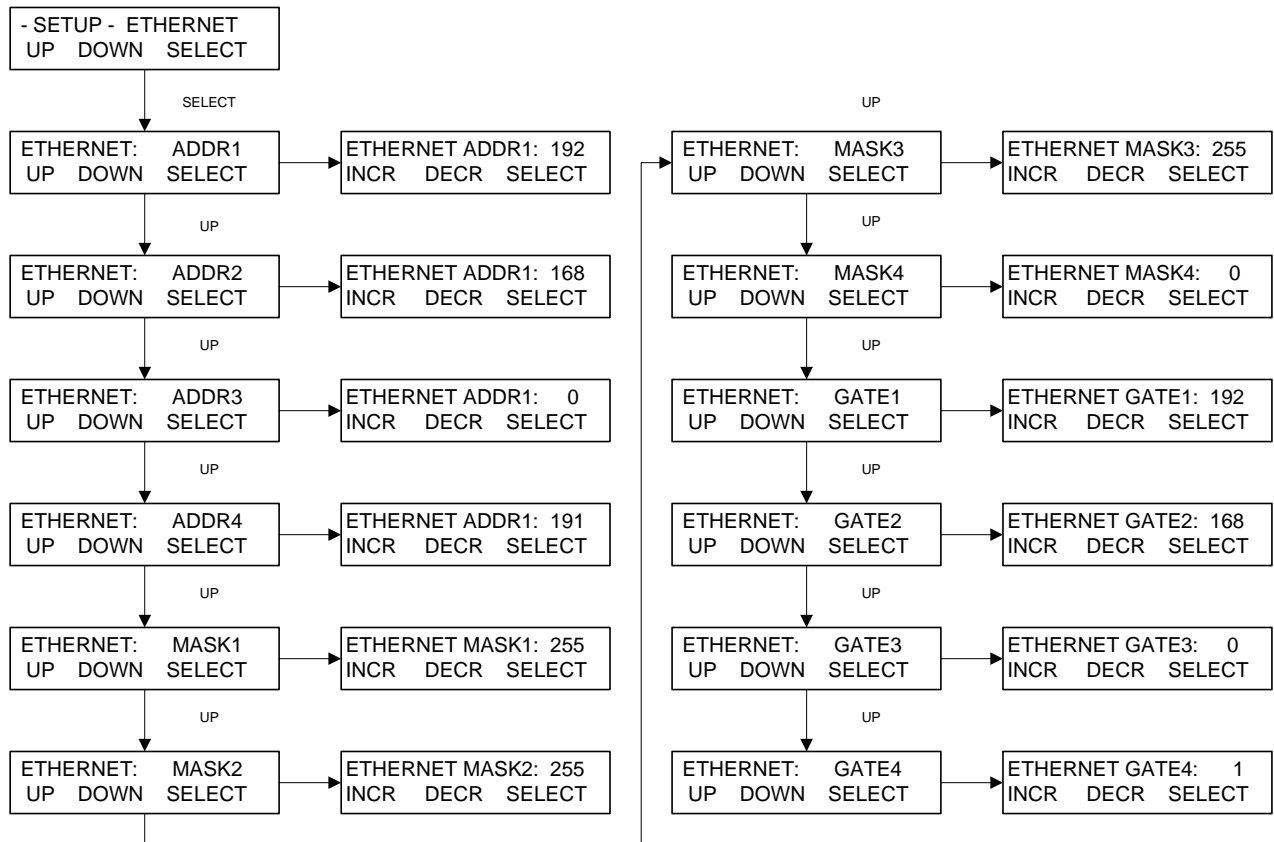 - SETUP - ETHERNET
UP DOWN SELECT
SELECT
ETHERNET: ADDR1
UP DOWN SELECT
ETHERNET ADDR1: 192
INCR DECR SELECT
UP
ETHERNET: ADDR2
UP DOWN SELECT
ETHERNET ADDR1: 168
INCR DECR SELECT
UP
ETHERNET: ADDR3
UP DOWN SELECT
ETHERNET ADDR1: 0
INCR DECR SELECT
UP
ETHERNET: ADDR4
UP DOWN SELECT
ETHERNET ADDR1: 191
INCR DECR SELECT
UP
ETHERNET: MASK1
UP DOWN SELECT
ETHERNET MASK1: 255
INCR DECR SELECT
UP
ETHERNET: MASK2
UP DOWN SELECT
ETHERNET MASK2: 255
INCR DECR SELECT
UP
ETHERNET: MASK3
UP DOWN SELECT
ETHERNET MASK3: 255
INCR DECR SELECT
UP
ETHERNET: MASK4
UP DOWN SELECT
ETHERNET MASK4: 0
INCR DECR SELECT
UP
ETHERNET: GATE1
UP DOWN SELECT
ETHERNET GATE1: 192
INCR DECR SELECT
UP
ETHERNET: GATE2
UP DOWN SELECT
ETHERNET GATE2: 168
INCR DECR SELECT
UP
ETHERNET: GATE3
UP DOWN SELECT
ETHERNET GATE3: 0
INCR DECR SELECT
UP
ETHERNET: GATE4
UP DOWN SELECT
ETHERNET GATE4: 1
INCR DECR SELECT